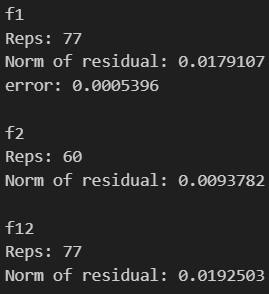 f1
Reps: 77
Norm of residual: 0.0179107
error: 0.0005396
f2
Reps: 60
Norm of residual: 0.0093782
f12
Reps: 77
Norm of residual: 0.0192503